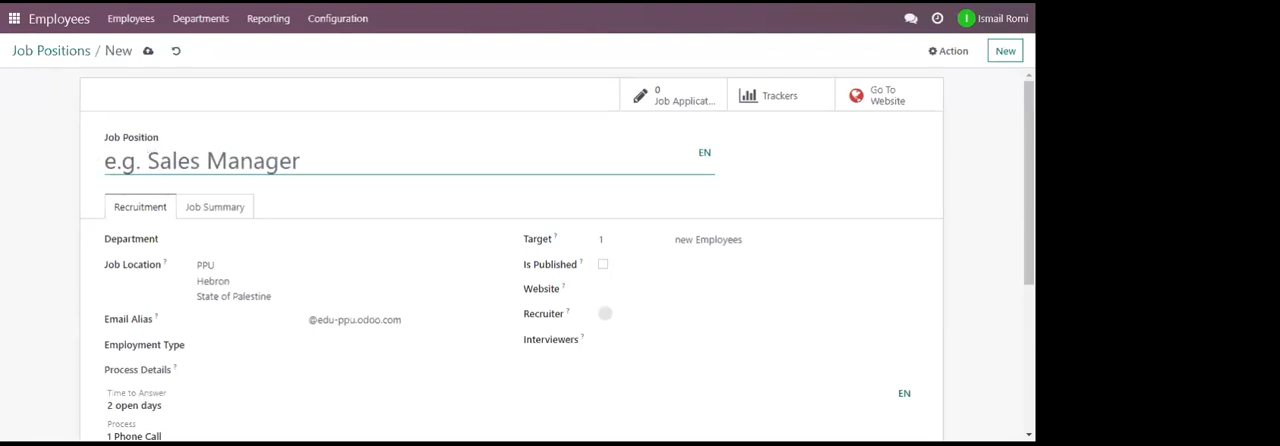 Employees Employees Departments Reporting Configuration I Ismail Romi
Job Positions / New Action New
0 Job Applicat... Trackers Go To Website
Job Position
e.g. Sales Manager EN
Recruitment Job Summary
Department Target ? 1 new Employees
Job Location ? PPU Is Published ?
Hebron
State of Palestine Website ?
Email Alias ? @edu-ppu.odoo.com Recruiter ?
Employment Type Interviewers ?
Process Details ?
Time to Answer EN
2 open days
Process
1 Phone Call